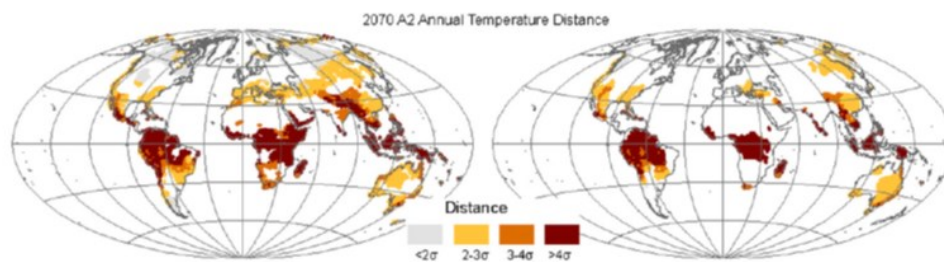 2070 A2 Annual Temperature Distance
Distance
<2σ 2-3σ 3-4σ >4σ